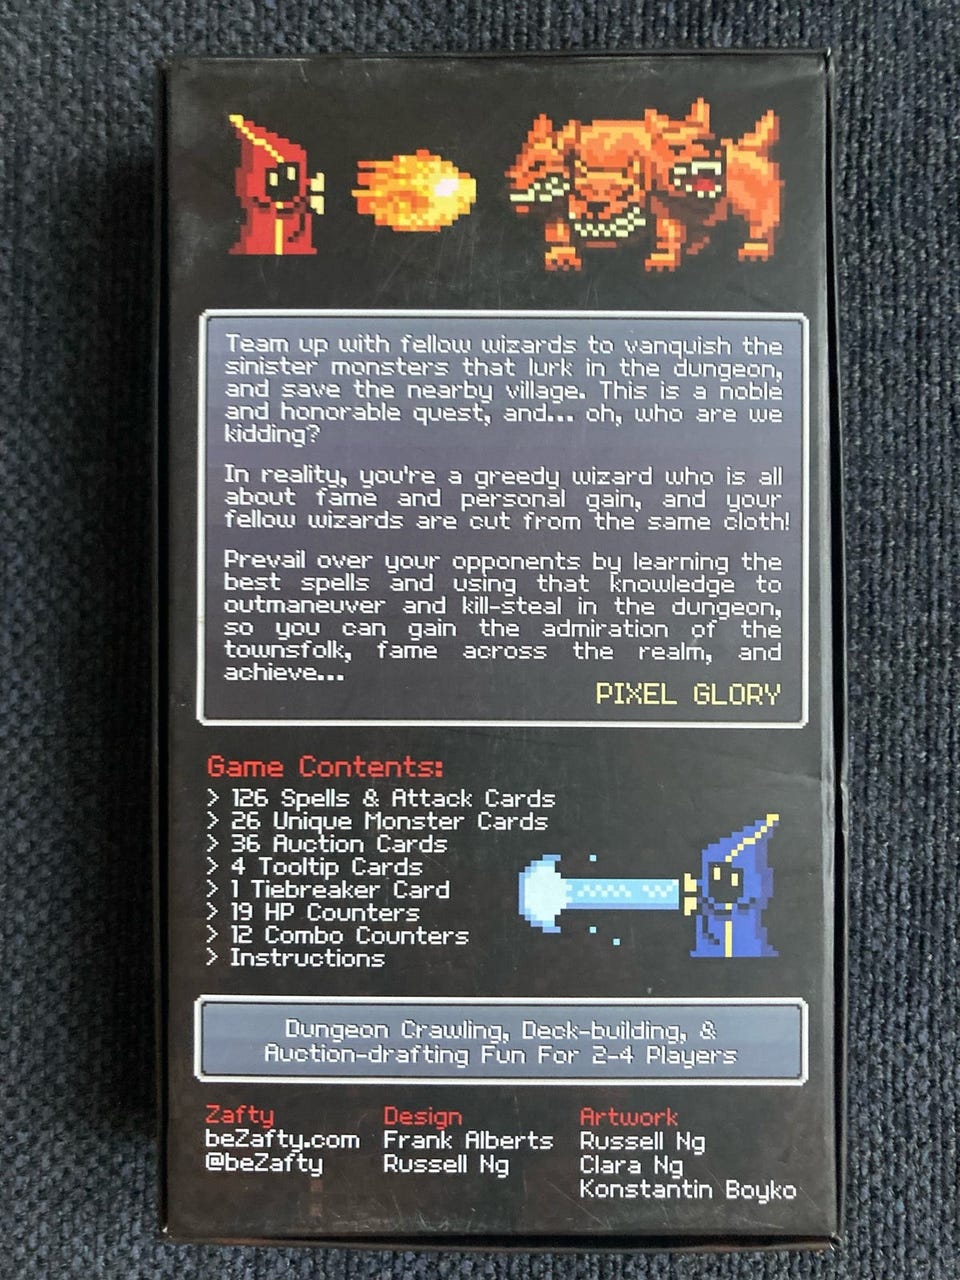 Team up with fellow wizards to vanquish the
sinister monsters that lurk in the dungeon,
and save the nearby village. This is a noble
and honorable quest, and... oh, who are we
kidding?
In reality, you're a greedy wizard who is all
about fame and personal gain, and your
fellow wizards are cut from the same cloth!
Prevail over your opponents by learning the
best spells and using that knowledge to
outmaneuver and kill-steal in the dungeon,
so you can gain the admiration of the
townsfolk, fame across the realm, and
achieve...
PIXEL GLORY
Game Contents:
> 126 Spells & Attack Cards
> 26 Unique Monster Cards
> 36 Auction Cards
> 4 Tooltip Cards
> 1 Tiebreaker Card
> 19 HP Counters
> 12 Combo Counters
> Instructions
Dungeon Crawling, Deck-building, &
Auction-drafting Fun For 2-4 Players
Zafty
beZafty.com
@beZafty
Design
Frank Alberts
Russell Ng
Artwork
Russell Ng
Clara Ng
Konstantin Boyko